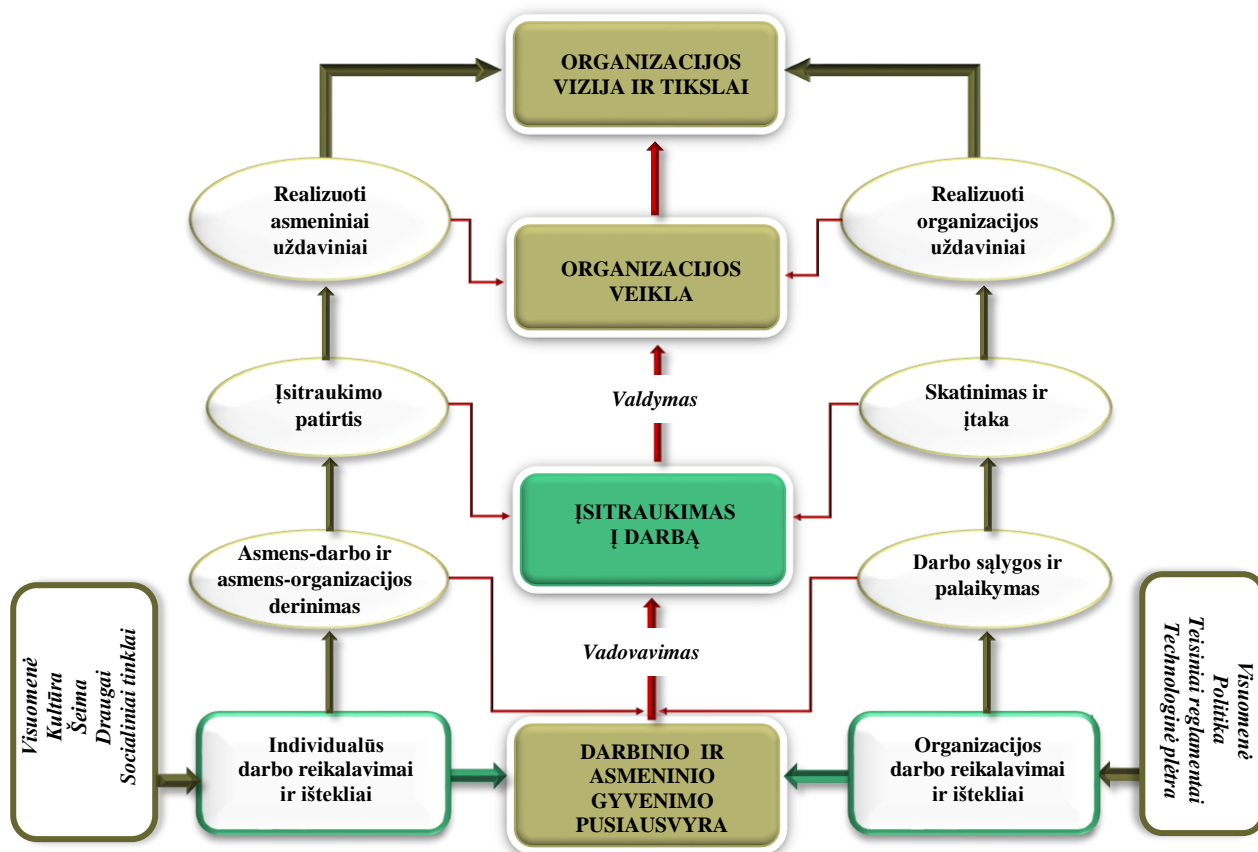 ORGANIZACIJOS
VIZIJA IR TIKSLAI
Realizuoti
asmeniniai
uždaviniai
Realizuoti
organizacijos
uždaviniai
ORGANIZACIJOS
VEIKLA
Įsitraukimo
patirtis
Valdymas
Skatinimas ir
įtaka
ĮSITRAUKIMAS
Į DARBĄ
Asmens-darbo ir
asmens-organizacijos
derinimas
Darbo sąlygos ir
palaikymas
Vadovavimas
Visuomenė
Kultūra
Šeima
Draugai
Socialiniai tinklai
Individualūs
darbo reikalavimai
ir ištekliai
DARBINIO IR
ASMENINIO
GYVENIMO
PUSIAUSVYRA
Organizacijos
darbo reikalavimai
ir ištekliai
Visuomenė
Politika
Teisiniai reglamentai
Technologinė plėtra